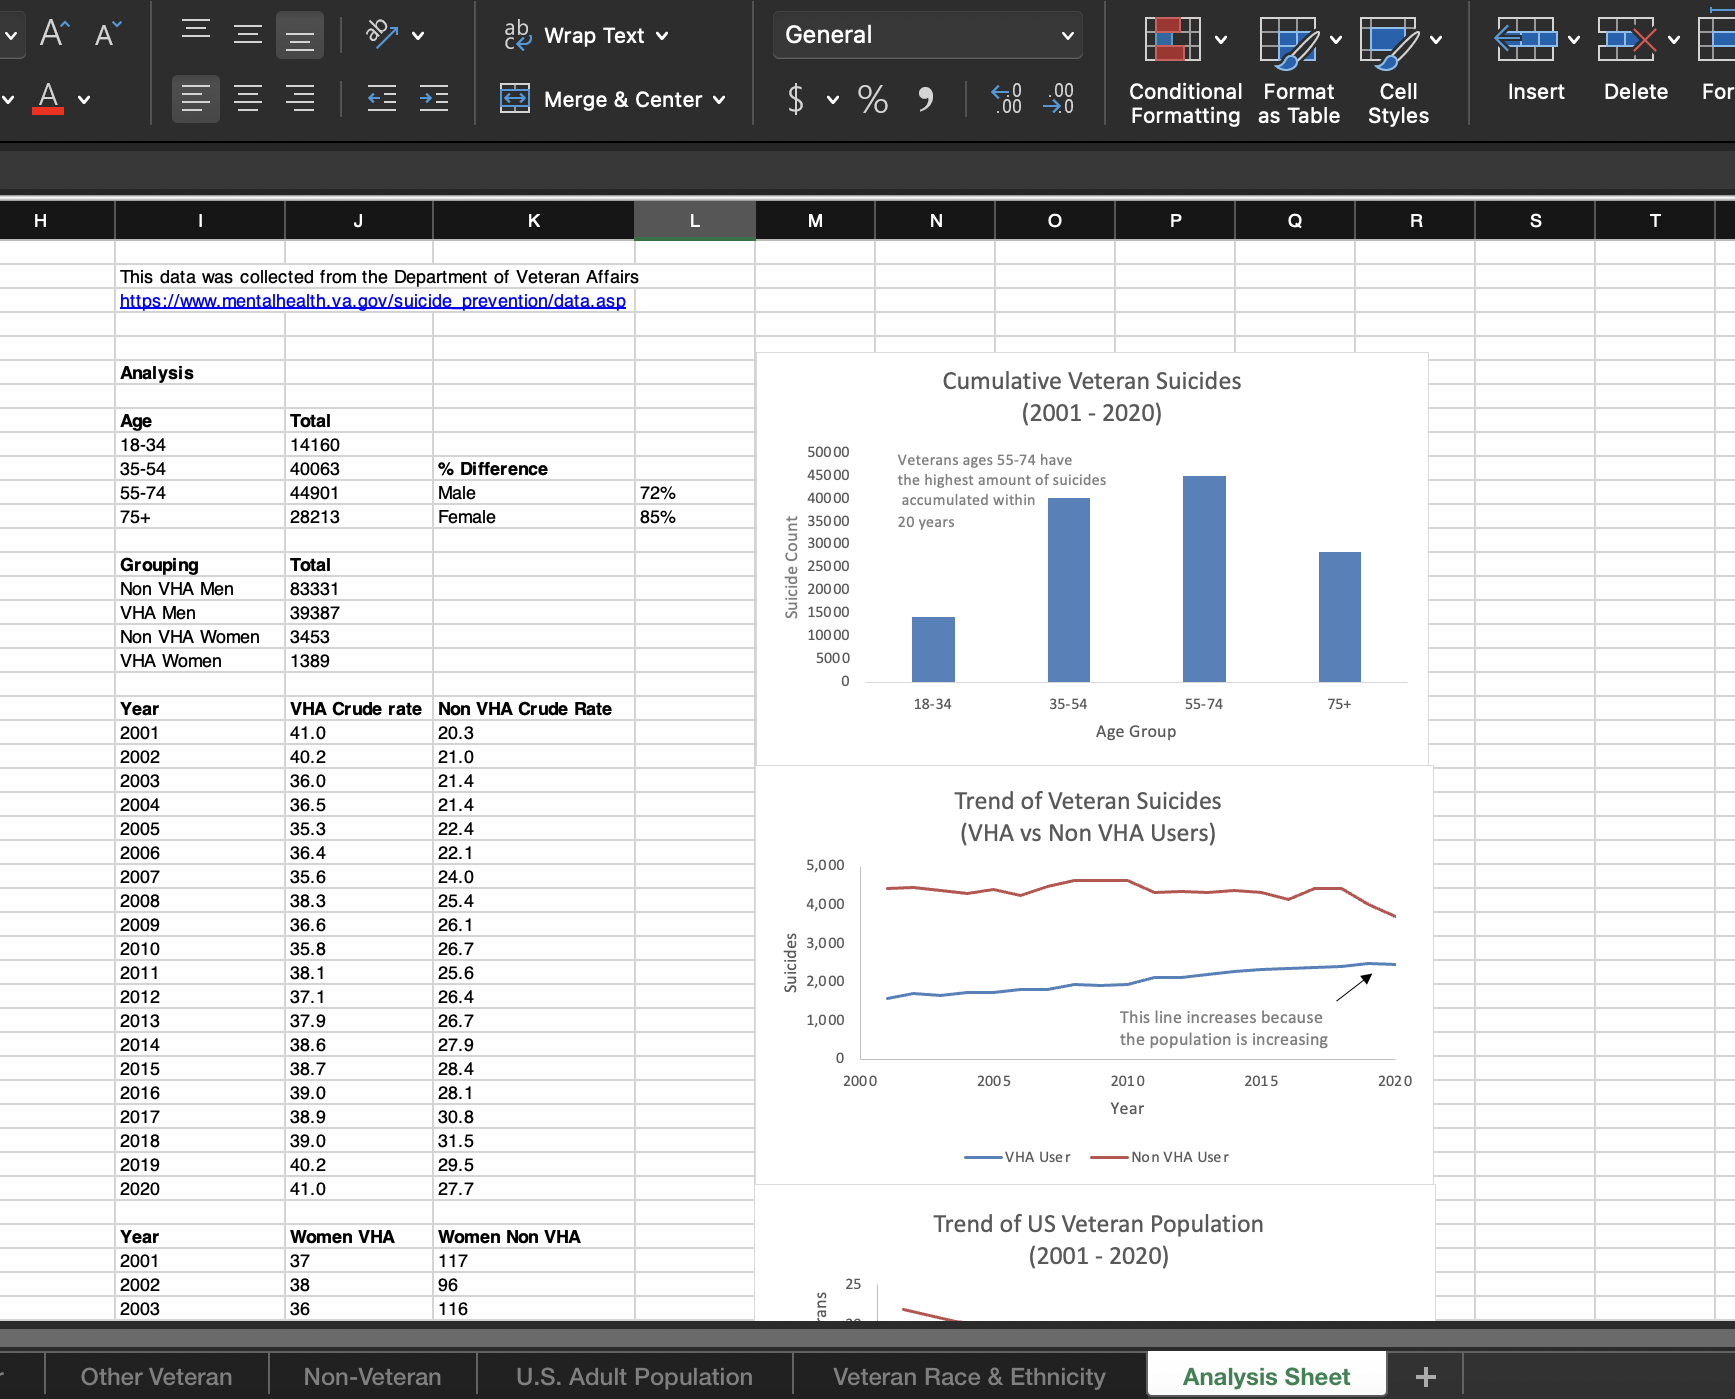 Wrap Text
General
Merge & Center
$ % 9
Conditional Formatting
Format as Table
Cell Styles
Insert
Delete
For
H I J K L M N O P Q R S T
This data was collected from the Department of Veteran Affairs
https://www.mentalhealth.va.gov/suicide_prevention/data.asp
Analysis
Age Total
18-34 14160
35-54 40063 % Difference
55-74 44901 Male 72%
75+ 28213 Female 85%
Grouping Total
Non VHA Men 83331
VHA Men 39387
Non VHA Women 3453
VHA Women 1389
Year VHA Crude rate Non VHA Crude Rate
2001 41.0 20.3
2002 40.2 21.0
2003 36.0 21.4
2004 36.5 21.4
2005 35.3 22.4
2006 36.4 22.1
2007 35.6 24.0
2008 38.3 25.4
2009 36.6 26.1
2010 35.8 26.7
2011 38.1 25.6
2012 37.1 26.4
2013 37.9 26.7
2014 38.6 27.9
2015 38.7 28.4
2016 39.0 28.1
2017 38.9 30.8
2018 39.0 31.5
2019 40.2 29.5
2020 41.0 27.7
Year Women VHA Women Non VHA
2001 37 117
2002 38 96
2003 36 116
Cumulative Veteran Suicides
(2001 - 2020)
Veterans ages 55-74 have
the highest amount of suicides
accumulated within
20 years
Suicide Count
50000
45000
40000
35000
30000
25000
20000
15000
10000
5000
0
18-34 35-54 55-74 75+
Age Group
Trend of Veteran Suicides
(VHA vs Non VHA Users)
Suicides
5,000
4,000
3,000
2,000
1,000
0
This line increases because
the population is increasing
2000 2005 2010 2015 2020
Year
VHA User Non VHA User
Trend of US Veteran Population
(2001 - 2020)
25
rans
Other Veteran
Non-Veteran
U.S. Adult Population
Veteran Race & Ethnicity
Analysis Sheet
+